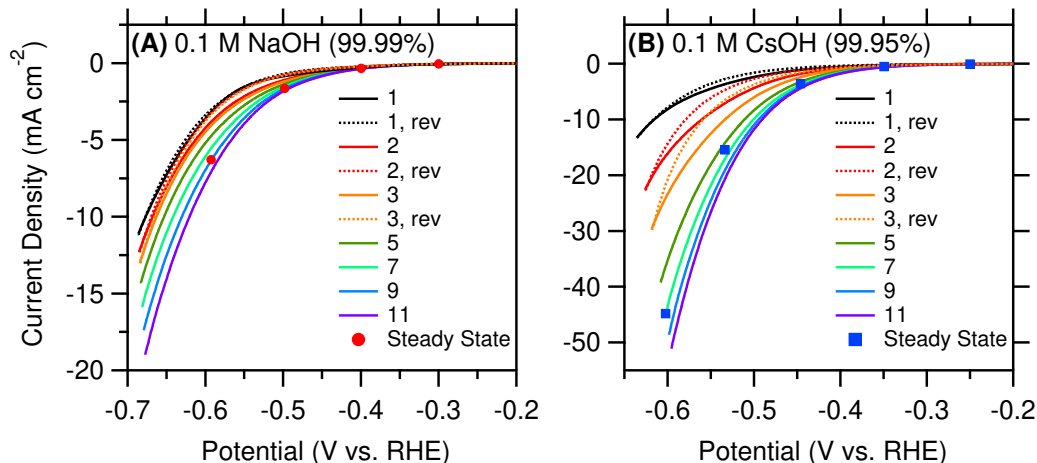 (A) 0.1 M NaOH (99.99%)
Current Density (mA cm⁻²)
0
-5
-10
-15
-20
1
1, rev
2
2, rev
3
3, rev
5
7
9
11
Steady State
-0.7 -0.6 -0.5 -0.4 -0.3 -0.2
Potential (V vs. RHE)
(B) 0.1 M CsOH (99.95%)
0
-10
-20
-30
-40
-50
1
1, rev
2
2, rev
3
3, rev
5
7
9
11
Steady State
-0.6 -0.5 -0.4 -0.3 -0.2
Potential (V vs. RHE)